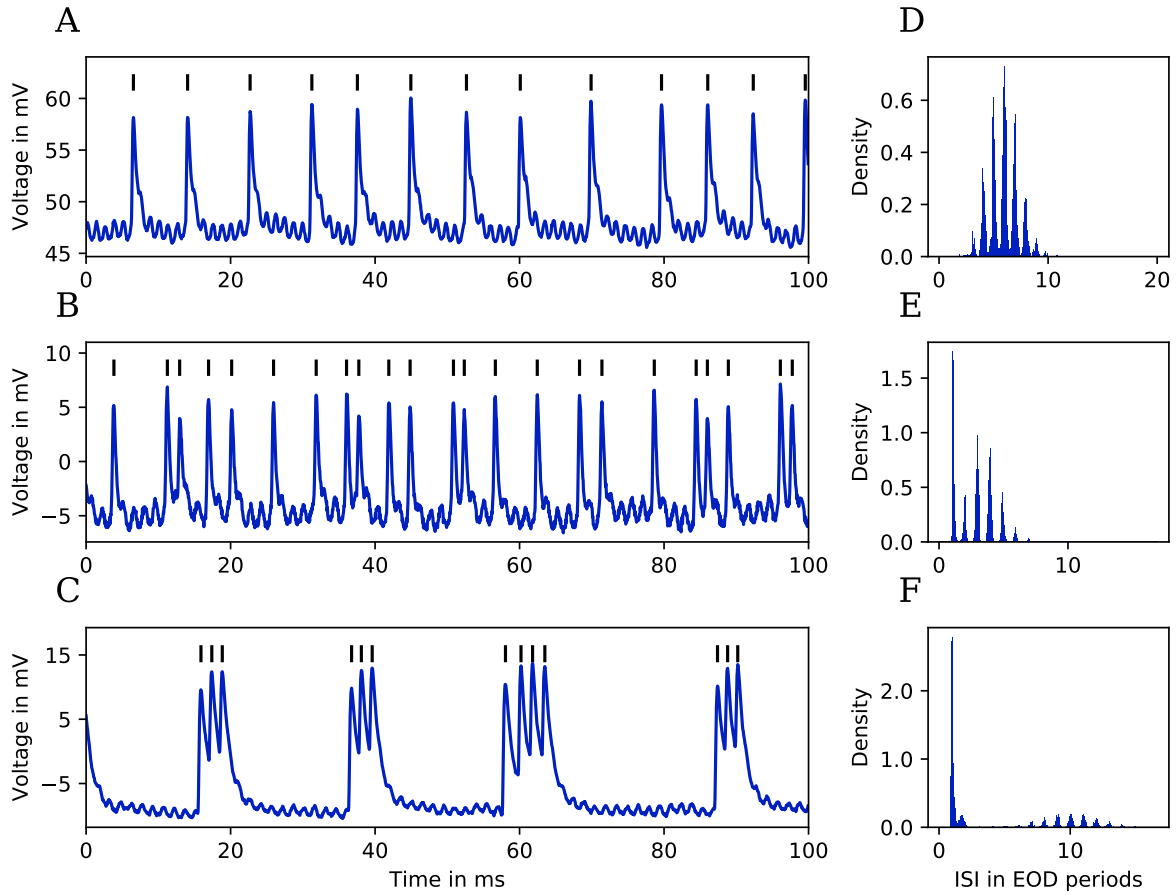 A
Voltage in mV
60
55
50
45
0 20 40 60 80 100
D
Density
0.6
0.4
0.2
0.0
0 10 20
B
Voltage in mV
10
5
0
−5
0 20 40 60 80 100
E
Density
1.5
1.0
0.5
0.0
0 10
C
Voltage in mV
15
5
−5
0 20 40 60 80 100
Time in ms
F
Density
2.0
1.0
0.0
0 10
ISI in EOD periods